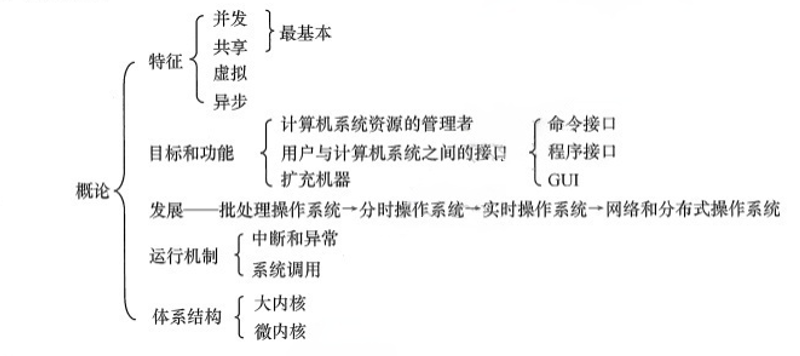 并发
共享
最基本
特征
虚拟
异步
计算机系统资源的管理者
命令接口
目标和功能
用户与计算机系统之间的接口
程序接口
扩充机器
GUI
概论
发展——批处理操作系统→分时操作系统→实时操作系统→网络和分布式操作系统
中断和异常
运行机制
系统调用
大内核
体系结构
微内核